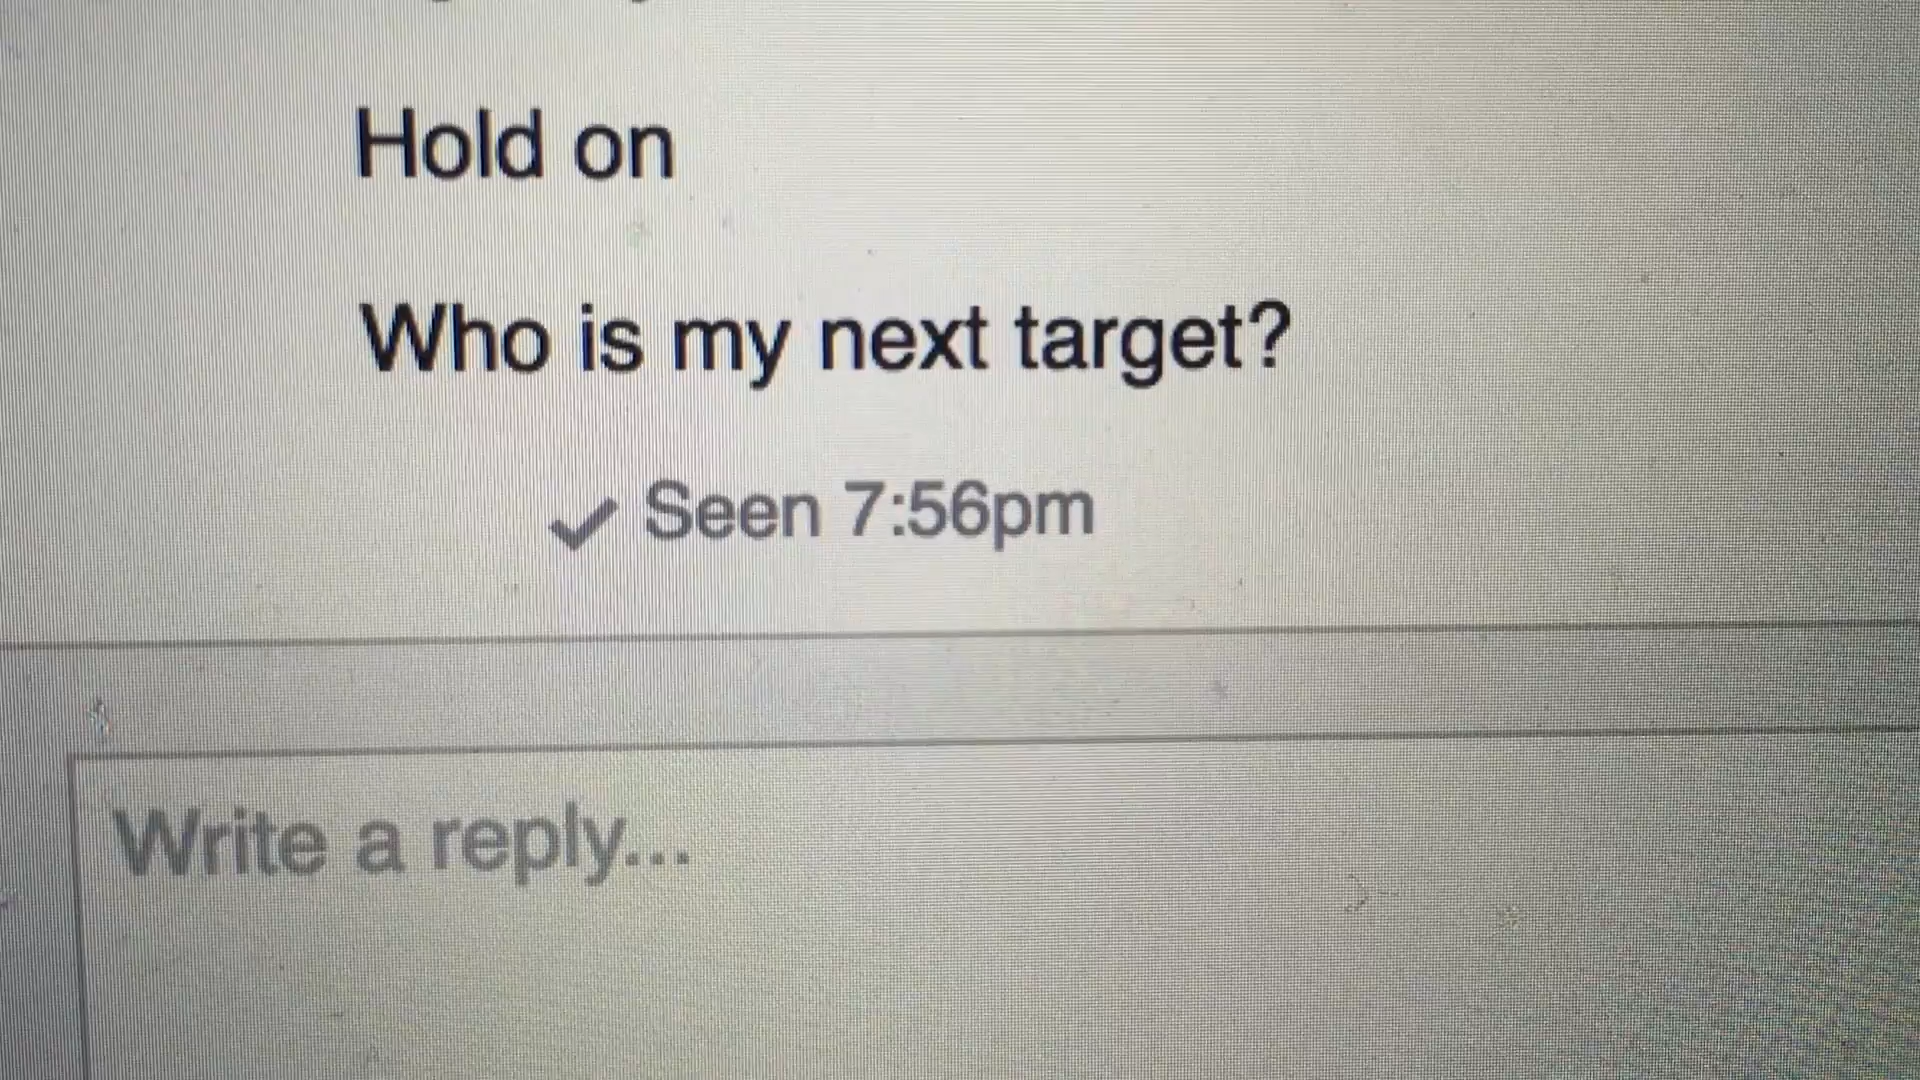 Hold on
Who is my next target?
Seen 7:56pm
Write a reply...